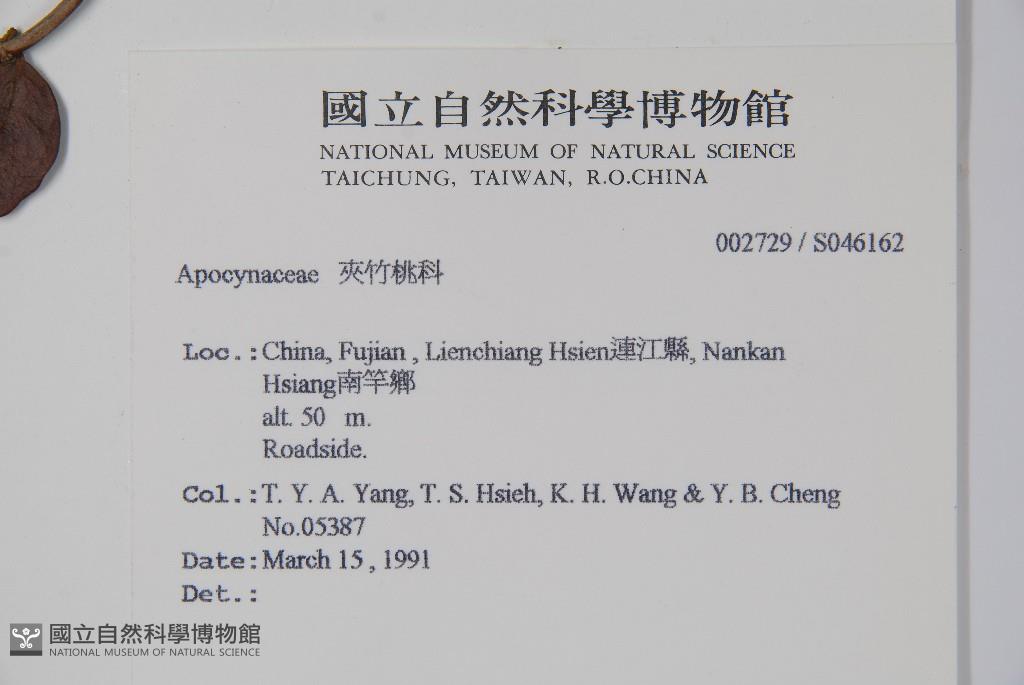 國立自然科學博物館
NATIONAL MUSEUM OF NATURAL SCIENCE
TAICHUNG, TAIWAN, R.O.CHINA
002729 / S046162
Apocynaceae 夾竹桃科
Loc.:China, Fujian , Lienchiang Hsien連江縣, Nankan
Hsiang南竿鄉
alt. 50 m.
Roadside.
Col.:T. Y. A. Yang, T. S. Hsieh, K. H. Wang & Y. B. Cheng
No.05387
Date:March 15 , 1991
Det.:
國立自然科學博物館
NATIONAL MUSEUM OF NATURAL SCIENCE